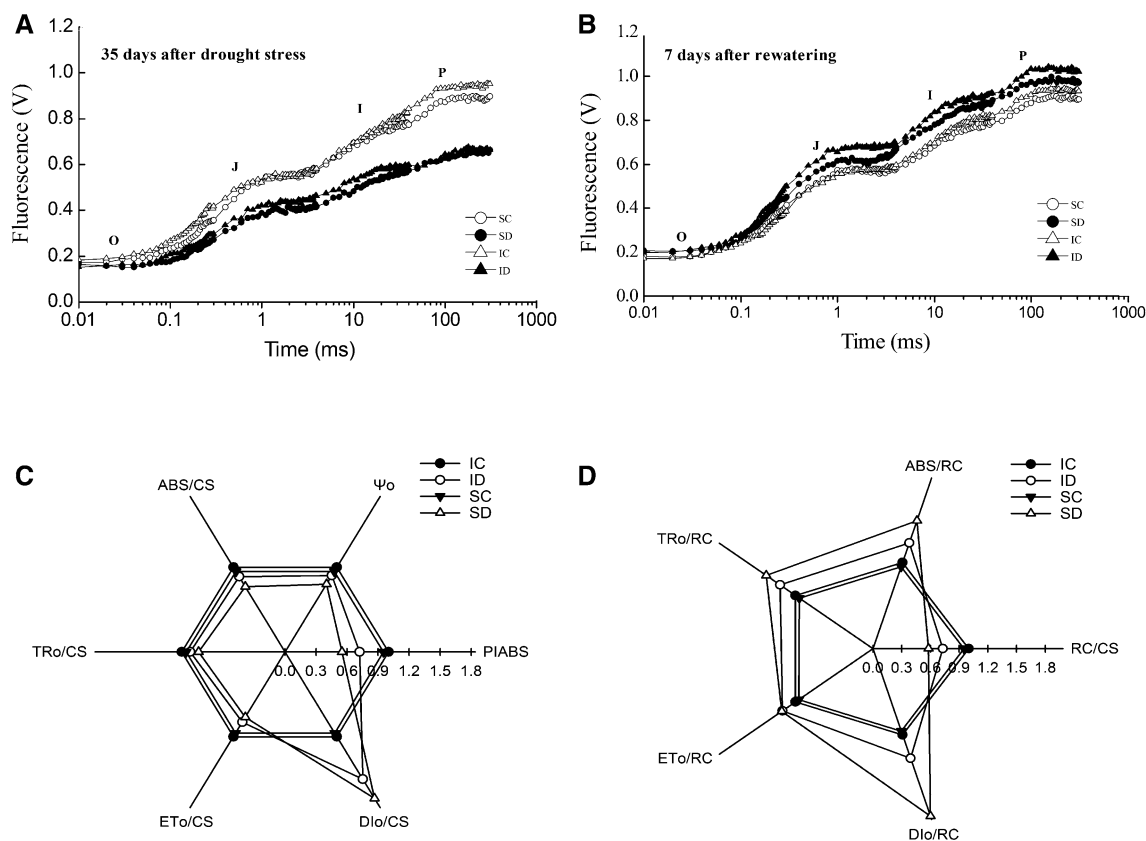 A
35 days after drought stress
Fluorescence (V)
1.2
1.0
0.8
0.6
0.4
0.2
0.0
O
J
I
P
SC
SD
IC
ID
0.01 0.1 1 10 100 1000
Time (ms)
B
7 days after rewatering
Fluorescence (V)
1.2
1.0
0.8
0.6
0.4
0.2
0.0
O
J
I
P
SC
SD
IC
ID
0.01 0.1 1 10 100 1000
Time (ms)
C
IC
ID
SC
SD
ABS/CS
Ψo
TRo/CS
PIABS
0.0 0.3 0.6 0.9 1.2 1.5 1.8
ETo/CS
DIo/CS
D
IC
ID
SC
SD
ABS/RC
TRo/RC
RC/CS
0.0 0.3 0.6 0.9 1.2 1.5 1.8
ETo/RC
DIo/RC